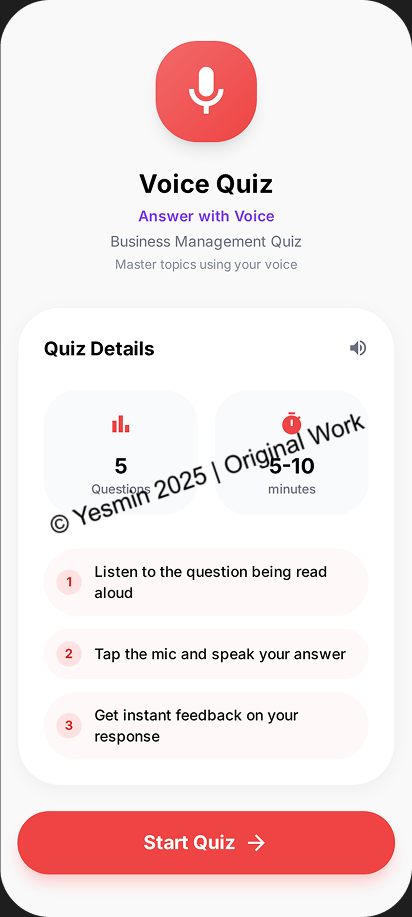 Voice Quiz
Answer with Voice
Business Management Quiz
Master topics using your voice
Quiz Details
5
Questions
5-10
minutes
© Yesmin 2025 | Original Work
1
Listen to the question being read
aloud
2
Tap the mic and speak your answer
3
Get instant feedback on your
response
Start Quiz →